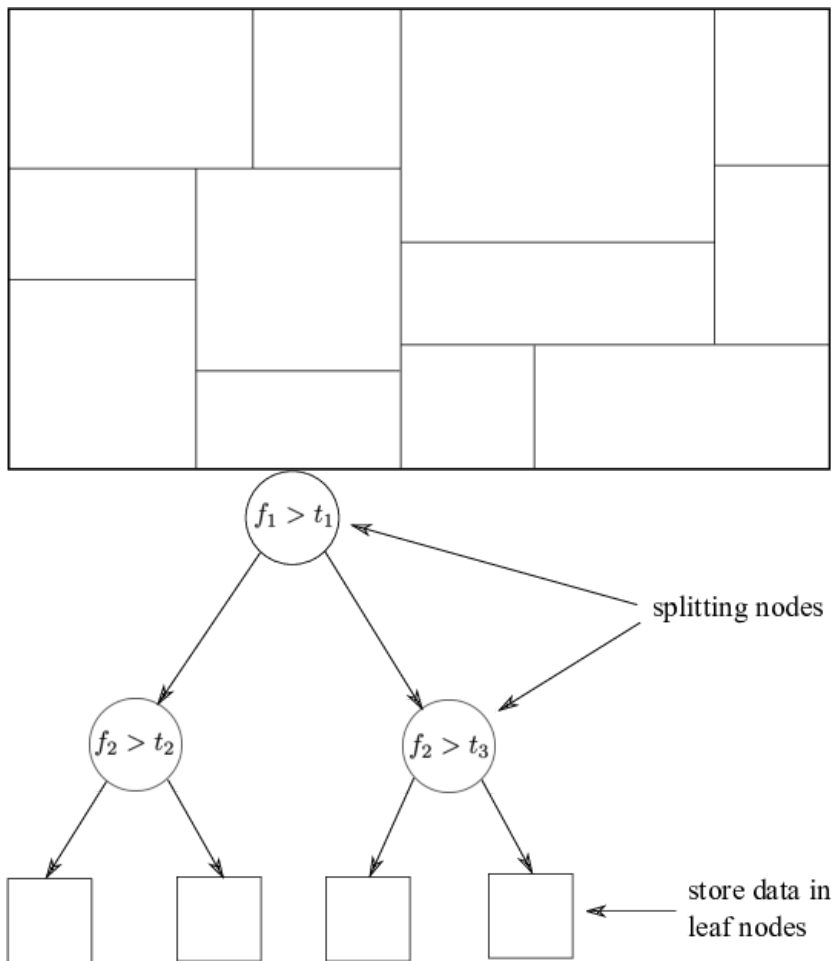 f₁ > t₁
splitting nodes
f₂ > t₂
f₂ > t₃
store data in
leaf nodes